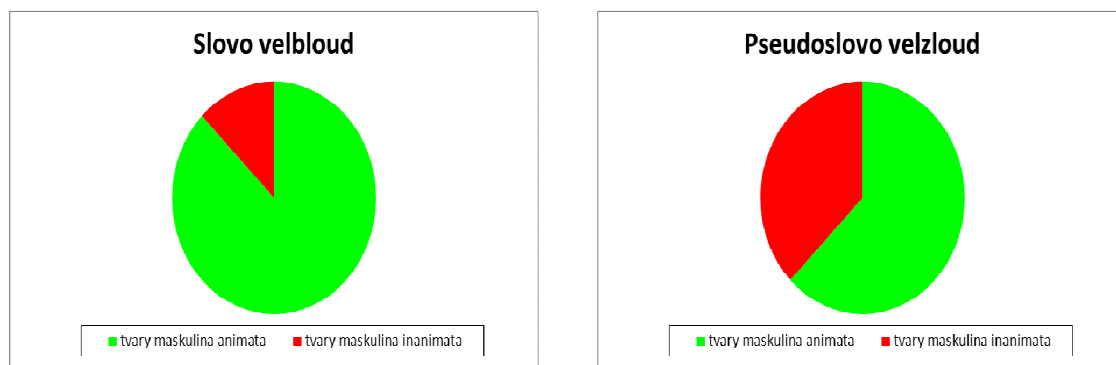 Slovo velbloud
tvary maskulina animata tvary maskulina inanimata
Pseudoslovo velzloud
tvary maskulina animata tvary maskulina inanimata